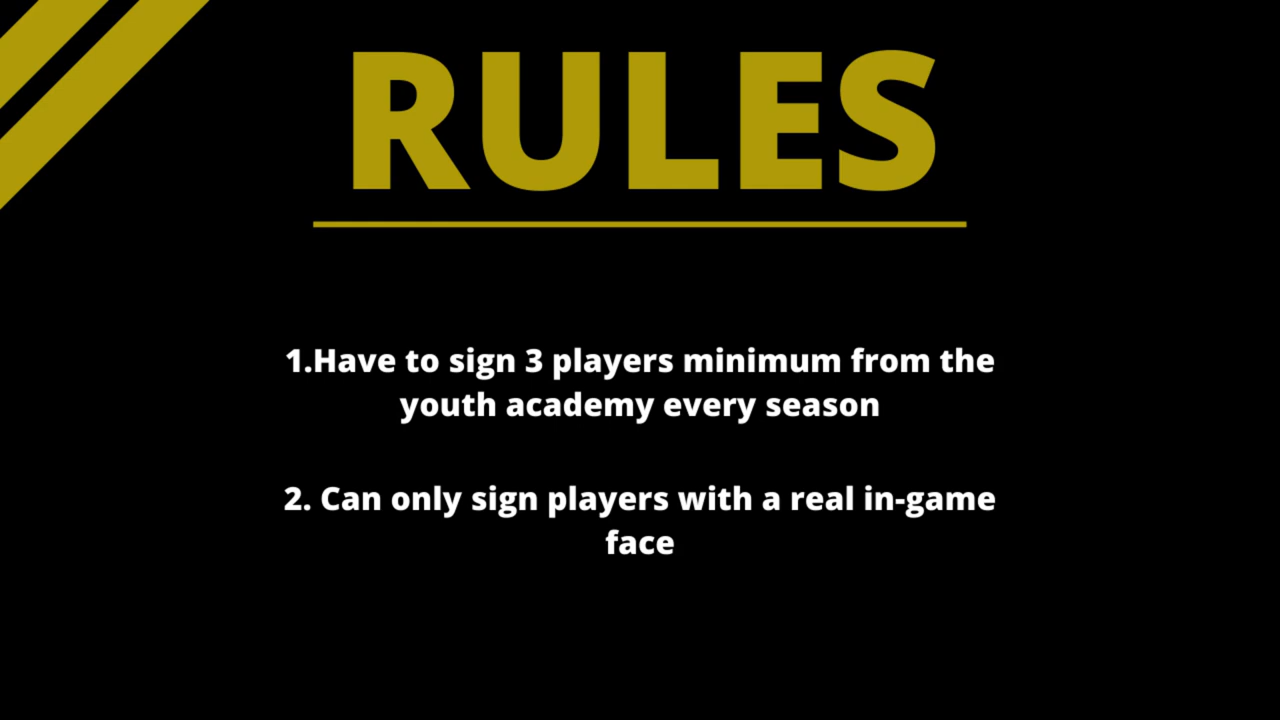 RULES
1.Have to sign 3 players minimum from the
youth academy every season
2. Can only sign players with a real in-game
face